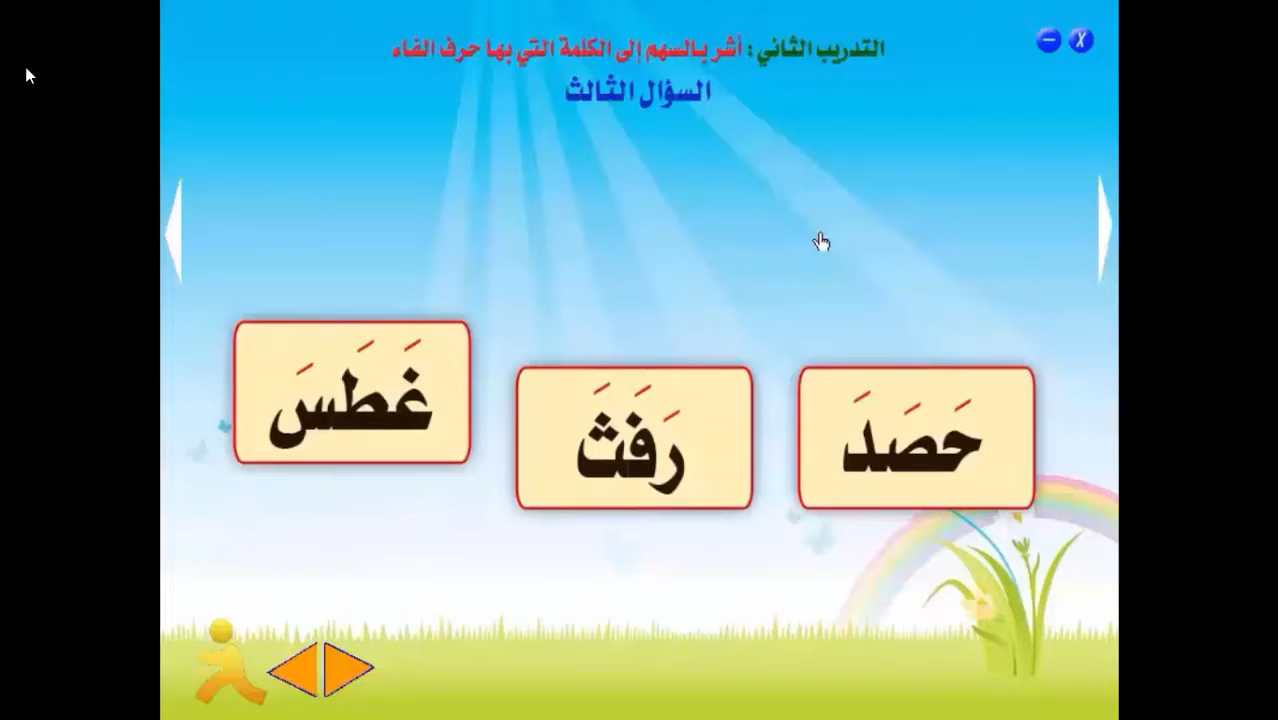 التدريب الثاني : أشر بالسهم إلى الكلمة التي بها حرف الفاء
السؤال الثالث
حَصَدَ
رَفَثَ
غَطَسَ